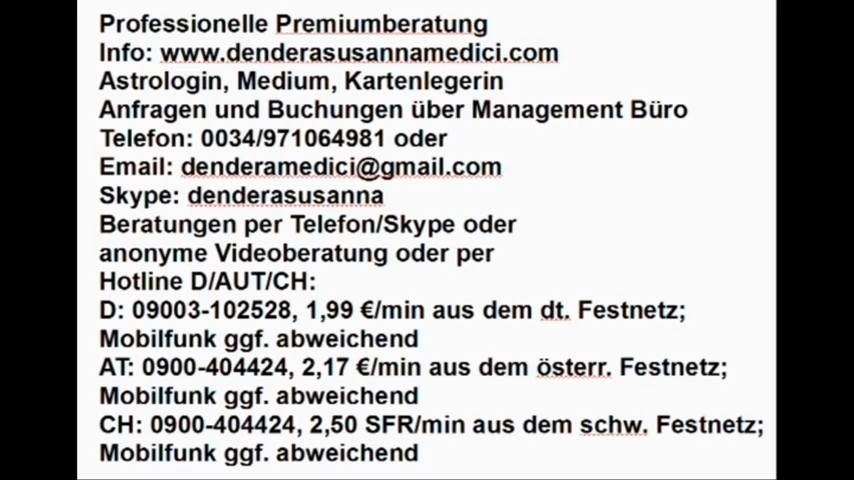 Professionelle Premiumberatung
Info: www.denderasusannamedici.com
Astrologin, Medium, Kartenlegerin
Anfragen und Buchungen über Management Büro
Telefon: 0034/971064981 oder
Email: denderamedici@gmail.com
Skype: denderasusanna
Beratungen per Telefon/Skype oder
anonyme Videoberatung oder per
Hotline D/AUT/CH:
D: 09003-102528, 1,99 €/min aus dem dt. Festnetz;
Mobilfunk ggf. abweichend
AT: 0900-404424, 2,17 €/min aus dem österr. Festnetz;
Mobilfunk ggf. abweichend
CH: 0900-404424, 2,50 SFR/min aus dem schw. Festnetz;
Mobilfunk ggf. abweichend